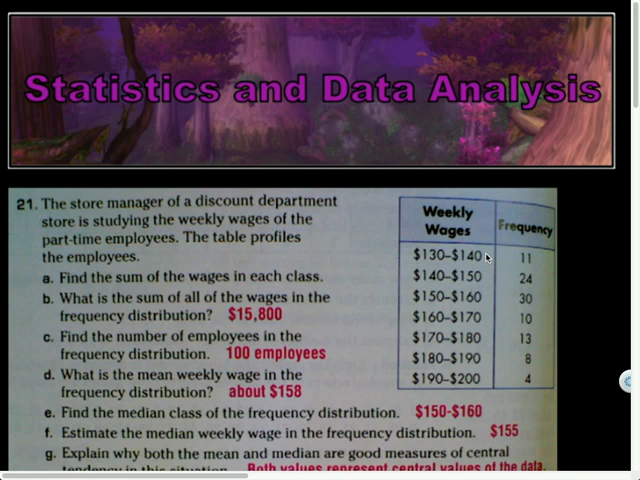 Statistics and Data Analysis
21. The store manager of a discount department
store is studying the weekly wages of the
part-time employees. The table profiles
the employees.
a. Find the sum of the wages in each class.
b. What is the sum of all of the wages in the
frequency distribution? $15,800
c. Find the number of employees in the
frequency distribution. 100 employees
d. What is the mean weekly wage in the
frequency distribution? about $158
e. Find the median class of the frequency distribution. $150-$160
f. Estimate the median weekly wage in the frequency distribution. $155
g. Explain why both the mean and median are good measures of central
tendency in this situation. Both values represent central values of the data.
Weekly Wages Frequency
$130–$140 11
$140–$150 24
$150–$160 30
$160–$170 10
$170–$180 13
$180–$190 8
$190–$200 4